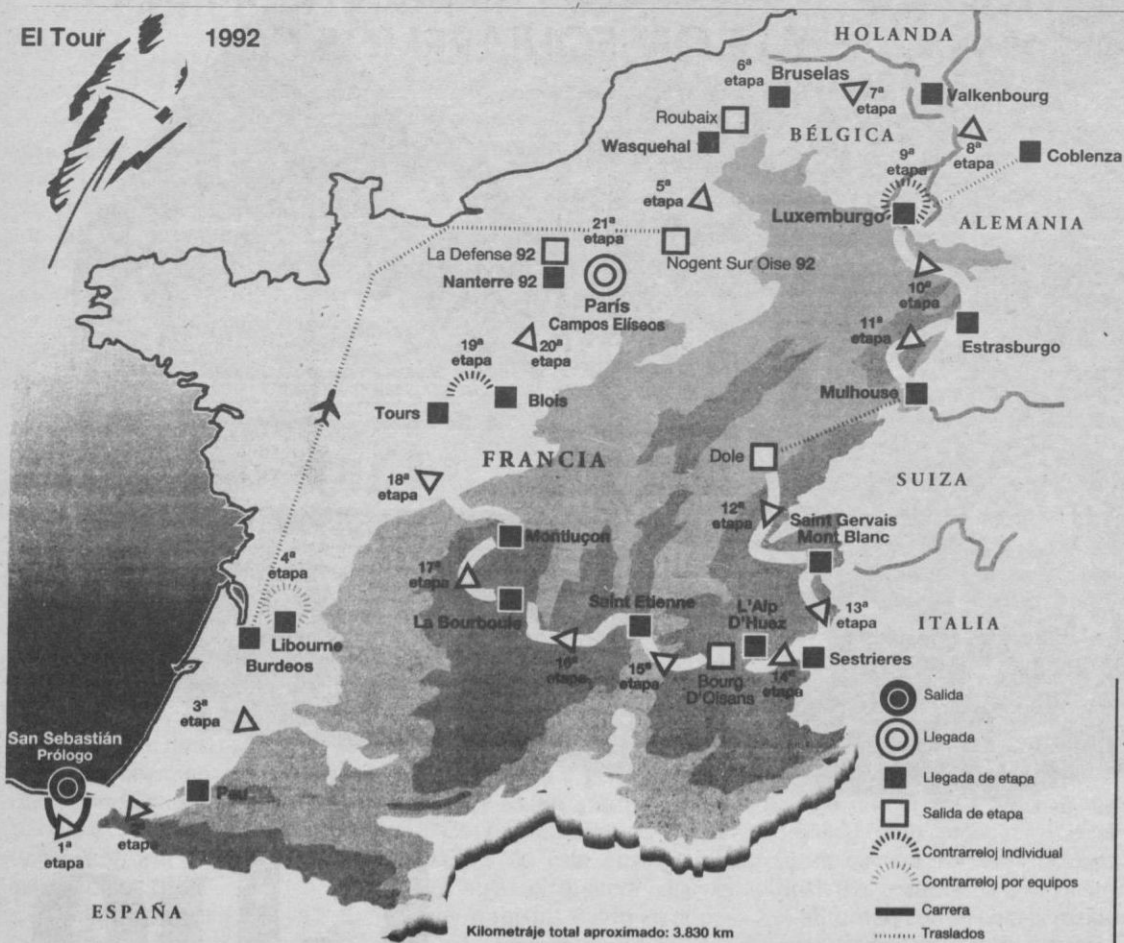 El Tour 1992
HOLANDA
6ª
etapa
Bruselas
7ª
etapa
Valkenbourg
Roubaix
BÉLGICA
Wasquehal
8ª
etapa
Coblenza
9ª
etapa
5ª
etapa
Luxemburgo
ALEMANIA
21ª
etapa
La Defense 92
Nanterre 92
Nogent Sur Oise 92
París
Campos Elíseos
10ª
etapa
11ª
etapa
Estrasburgo
19ª
etapa
20ª
etapa
Mulhouse
Tours
Blois
FRANCIA
Dole
SUIZA
18ª
etapa
12ª
etapa
Saint Gervais
Mont Blanc
Montluçon
4ª
etapa
17ª
etapa
La Bourboule
Saint Etienne
L'Alp
D'Huez
13ª
etapa
ITALIA
Libourne
Burdeos
16ª
etapa
15ª
etapa
Bourg
D'Oisans
14ª
etapa
Sestrieres
3ª
etapa
San Sebastián
Prólogo
Pau
1ª
etapa
etapa
ESPAÑA
Salida
Llegada
Llegada de etapa
Salida de etapa
Contrarreloj individual
Contrarreloj por equipos
Carrera
Traslados
Kilometráje total aproximado: 3.830 km